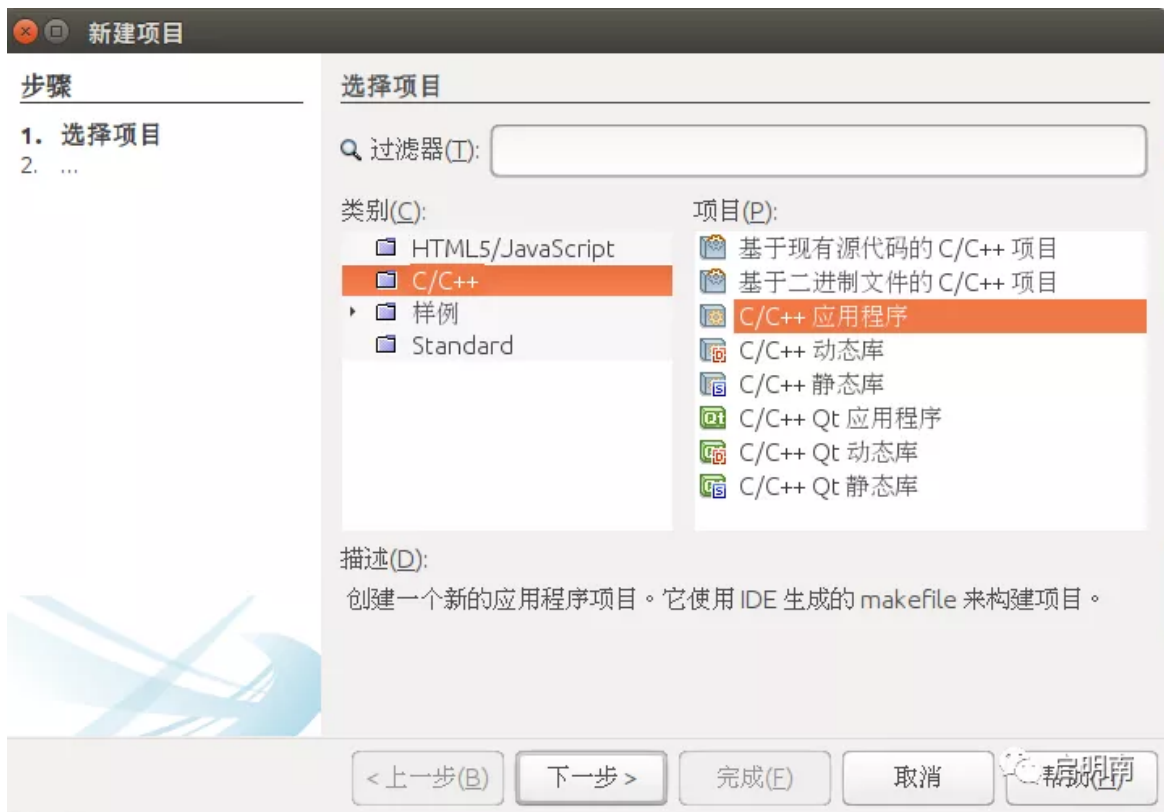 新建项目
步骤
1. 选择项目
2. ...
选择项目
过滤器(T):
类别(C):
HTML5/JavaScript
C/C++
样例
Standard
项目(P):
基于现有源代码的 C/C++ 项目
基于二进制文件的 C/C++ 项目
C/C++ 应用程序
C/C++ 动态库
C/C++ 静态库
C/C++ Qt 应用程序
C/C++ Qt 动态库
C/C++ Qt 静态库
描述(D):
创建一个新的应用程序项目。它使用 IDE 生成的 makefile 来构建项目。
< 上一步(B)
下一步 >
完成(F)
取消
帮助(H)
启明南